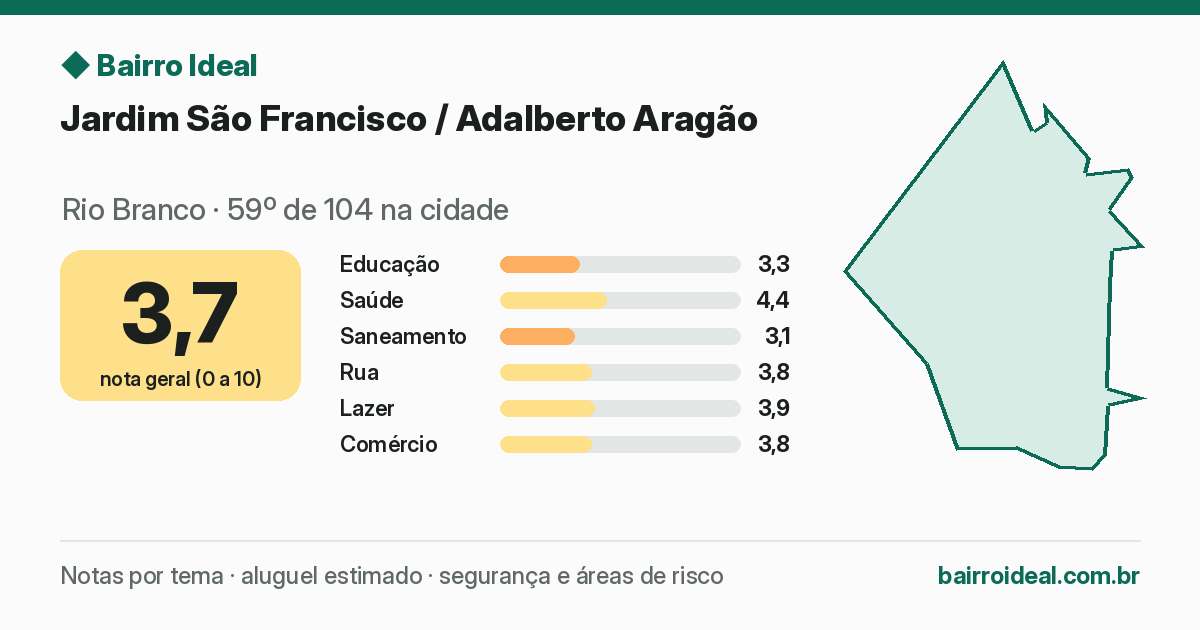 Bairro Ideal
Jardim São Francisco / Adalberto Aragão
Rio Branco · 59º de 104 na cidade
3,7
nota geral (0 a 10)
Educação 3,3
Saúde 4,4
Saneamento 3,1
Rua 3,8
Lazer 3,9
Comércio 3,8
Notas por tema · aluguel estimado · segurança e áreas de risco
bairroideal.com.br